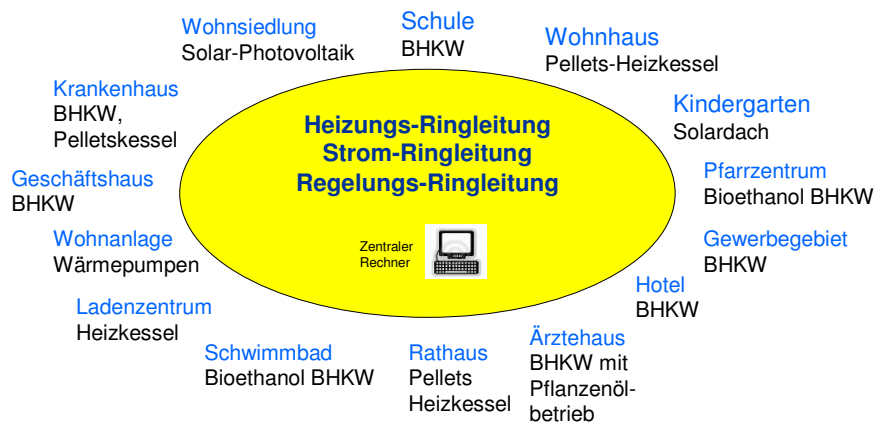 Wohnsiedlung
Solar-Photovoltaik
Schule
BHKW
Wohnhaus
Pellets-Heizkessel
Krankenhaus
BHKW,
Pelletskessel
Kindergarten
Solardach
Heizungs-Ringleitung
Strom-Ringleitung
Regelungs-Ringleitung
Geschäftshaus
BHKW
Pfarrzentrum
Bioethanol BHKW
Wohnanlage
Wärmepumpen
Zentraler
Rechner
Gewerbegebiet
BHKW
Hotel
BHKW
Ladenzentrum
Heizkessel
Schwimmbad
Bioethanol BHKW
Rathaus
Pellets
Heizkessel
Ärztehaus
BHKW mit
Pflanzenöl-
betrieb